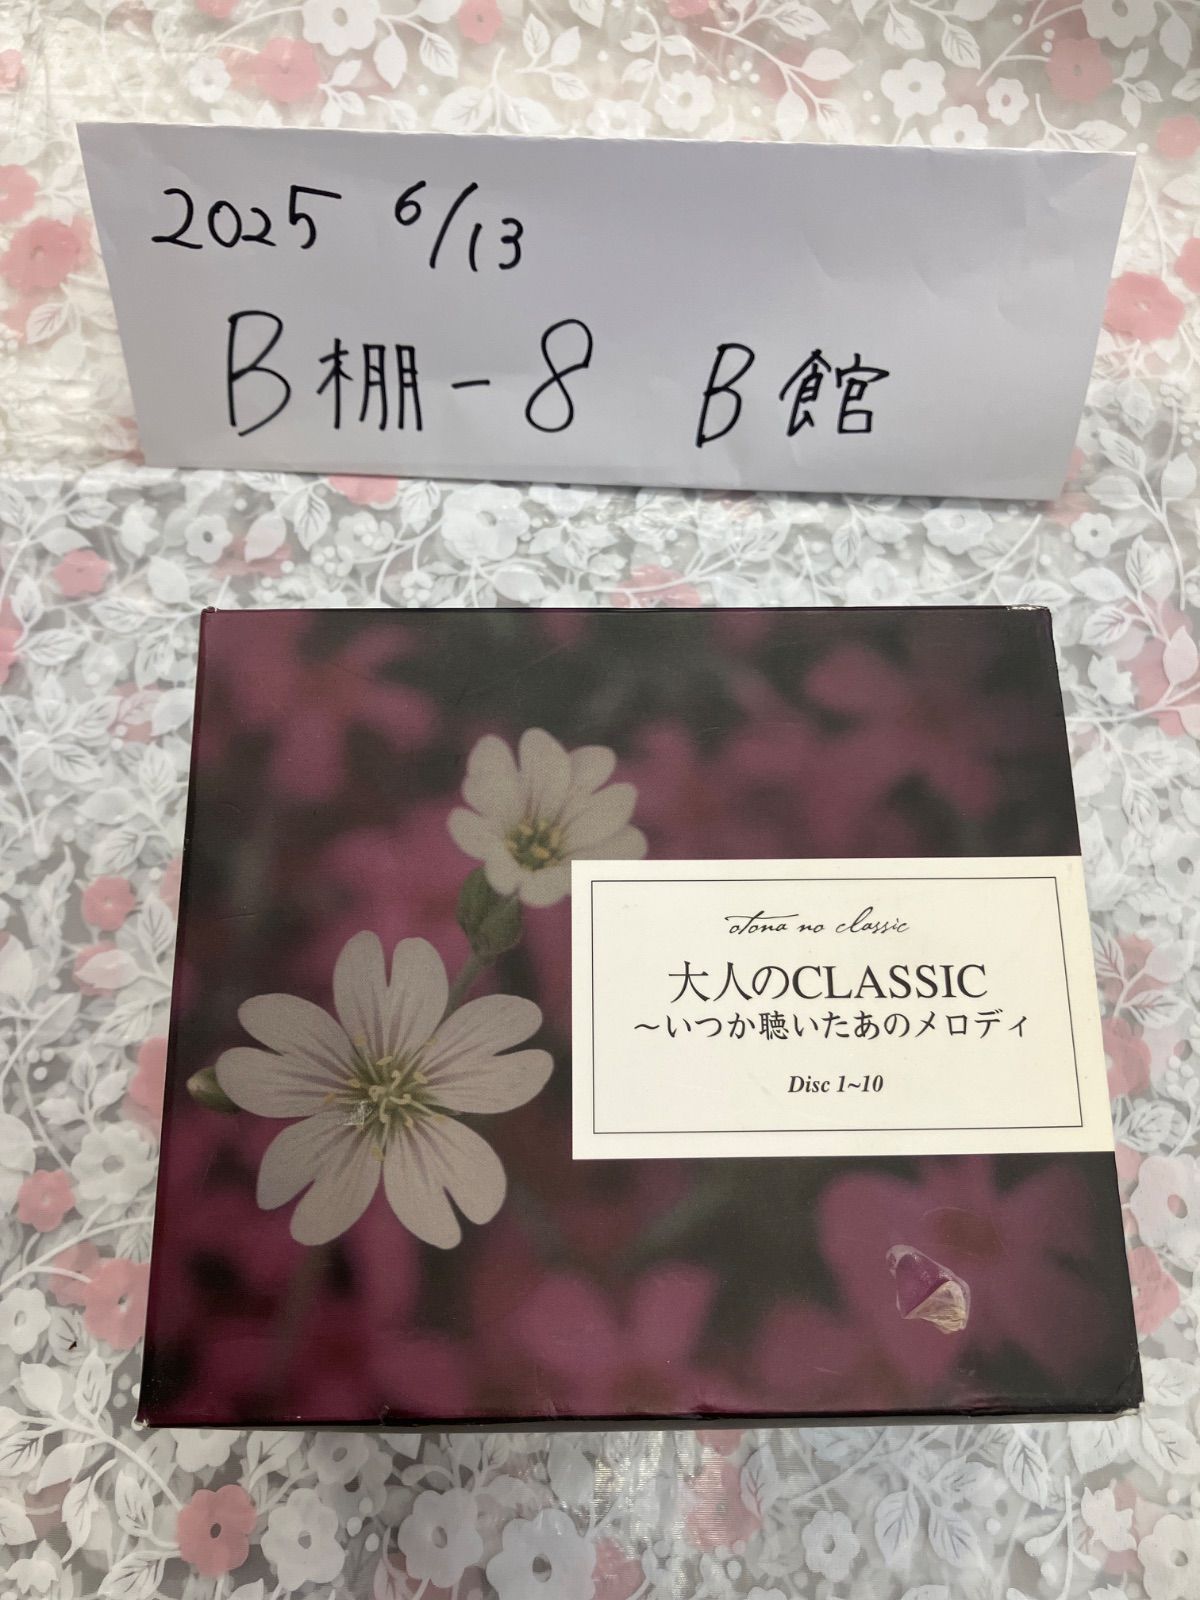 2025 6/13
B棚-8 B館
otona no classic
大人のCLASSIC
～いつか聴いたあのメロディ
Disc 1~10